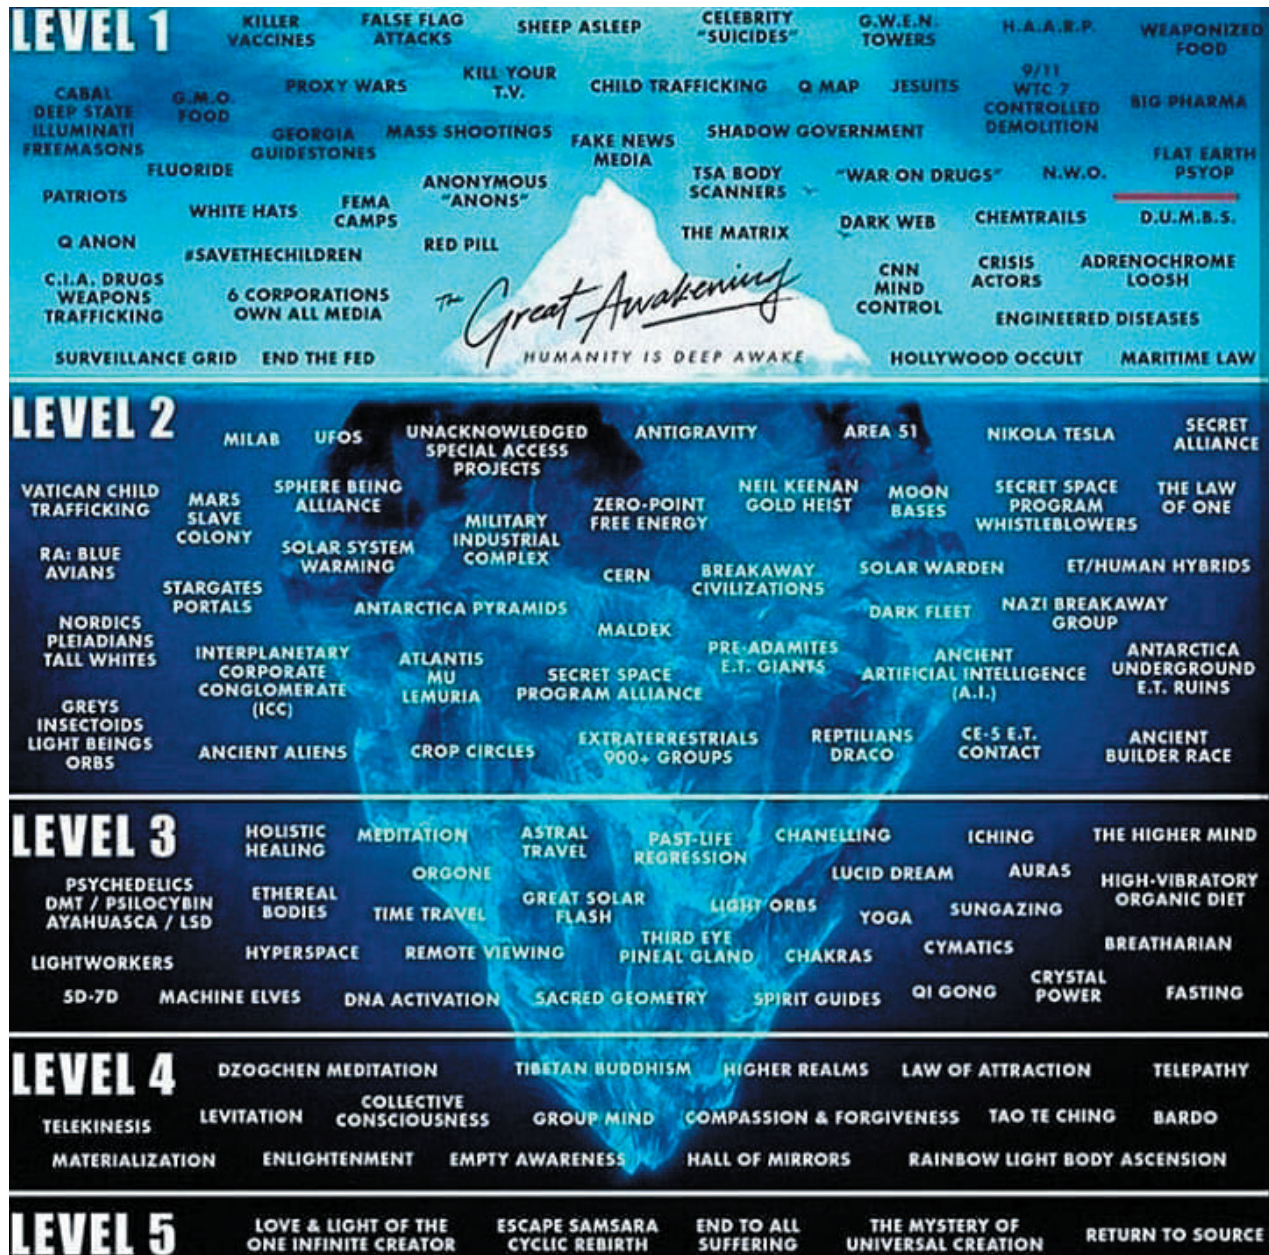 LEVEL 1
KILLER
VACCINES
FALSE FLAG
ATTACKS
SHEEP ASLEEP
CELEBRITY
"SUICIDES"
G.W.E.N.
TOWERS
H.A.A.R.P.
WEAPONIZED
FOOD
CABAL
DEEP STATE
ILLUMINATI
FREEMASONS
G.M.O.
FOOD
PROXY WARS
KILL YOUR
T.V.
CHILD TRAFFICKING
Q MAP
JESUITS
9/11
WTC 7
CONTROLLED
DEMOLITION
BIG PHARMA
GEORGIA
GUIDESTONES
MASS SHOOTINGS
FAKE NEWS
MEDIA
SHADOW GOVERNMENT
FLAT EARTH
PSYOP
FLUORIDE
PATRIOTS
WHITE HATS
FEMA
CAMPS
ANONYMOUS
"ANONS"
TSA BODY
SCANNERS
"WAR ON DRUGS"
N.W.O.
Q ANON
#SAVETHECHILDREN
RED PILL
THE MATRIX
DARK WEB
CHEMTRAILS
D.U.M.B.S.
C.I.A. DRUGS
WEAPONS
TRAFFICKING
6 CORPORATIONS
OWN ALL MEDIA
The Great Awakening
HUMANITY IS DEEP AWAKE
CNN
MIND
CONTROL
CRISIS
ACTORS
ADRENOCHROME
LOOSH
ENGINEERED DISEASES
SURVEILLANCE GRID
END THE FED
HOLLYWOOD OCCULT
MARITIME LAW
LEVEL 2
MILAB
UFOS
UNACKNOWLEDGED
SPECIAL ACCESS
PROJECTS
ANTIGRAVITY
AREA 51
NIKOLA TESLA
SECRET
ALLIANCE
VATICAN CHILD
TRAFFICKING
MARS
SLAVE
COLONY
SPHERE BEING
ALLIANCE
MILITARY
INDUSTRIAL
COMPLEX
ZERO-POINT
FREE ENERGY
NEIL KEENAN
GOLD HEIST
MOON
BASES
SECRET SPACE
PROGRAM
WHISTLEBLOWERS
THE LAW
OF ONE
RA: BLUE
AVIANS
SOLAR SYSTEM
WARMING
STARGATES
PORTALS
CERN
BREAKAWAY
CIVILIZATIONS
SOLAR WARDEN
ET/HUMAN HYBRIDS
ANTARCTICA PYRAMIDS
DARK FLEET
NAZI BREAKAWAY
GROUP
NORDICS
PLEIADIANS
TALL WHITES
MALDEK
INTERPLANETARY
CORPORATE
CONGLOMERATE
(ICC)
ATLANTIS
MU
LEMURIA
SECRET SPACE
PROGRAM ALLIANCE
PRE-ADAMITES
E.T. GIANTS
ANCIENT
ARTIFICIAL INTELLIGENCE
(A.I.)
ANTARCTICA
UNDERGROUND
E.T. RUINS
GREYS
INSECTOIDS
LIGHT BEINGS
ORBS
ANCIENT ALIENS
CROP CIRCLES
EXTRATERRESTRIALS
900+ GROUPS
REPTILIANS
DRACO
CE-5 E.T.
CONTACT
ANCIENT
BUILDER RACE
LEVEL 3
HOLISTIC
HEALING
MEDITATION
ASTRAL
TRAVEL
PAST-LIFE
REGRESSION
CHANELLING
ICHING
THE HIGHER MIND
PSYCHEDELICS
DMT / PSILOCYBIN
AYAHUASCA / LSD
ETHEREAL
BODIES
ORGONE
LUCID DREAM
AURAS
HIGH-VIBRATORY
ORGANIC DIET
TIME TRAVEL
GREAT SOLAR
FLASH
LIGHT ORBS
YOGA
SUNGAZING
LIGHTWORKERS
HYPERSPACE
REMOTE VIEWING
THIRD EYE
PINEAL GLAND
CHAKRAS
CYMATICS
BREATHARIAN
5D-7D
MACHINE ELVES
DNA ACTIVATION
SACRED GEOMETRY
SPIRIT GUIDES
QI GONG
CRYSTAL
POWER
FASTING
LEVEL 4
DZOGCHEN MEDITATION
TIBETAN BUDDHISM
HIGHER REALMS
LAW OF ATTRACTION
TELEPATHY
TELEKINESIS
LEVITATION
COLLECTIVE
CONSCIOUSNESS
GROUP MIND
COMPASSION & FORGIVENESS
TAO TE CHING
BARDO
MATERIALIZATION
ENLIGHTENMENT
EMPTY AWARENESS
HALL OF MIRRORS
RAINBOW LIGHT BODY ASCENSION
LEVEL 5
LOVE & LIGHT OF THE
ONE INFINITE CREATOR
ESCAPE SAMSARA
CYCLIC REBIRTH
END TO ALL
SUFFERING
THE MYSTERY OF
UNIVERSAL CREATION
RETURN TO SOURCE